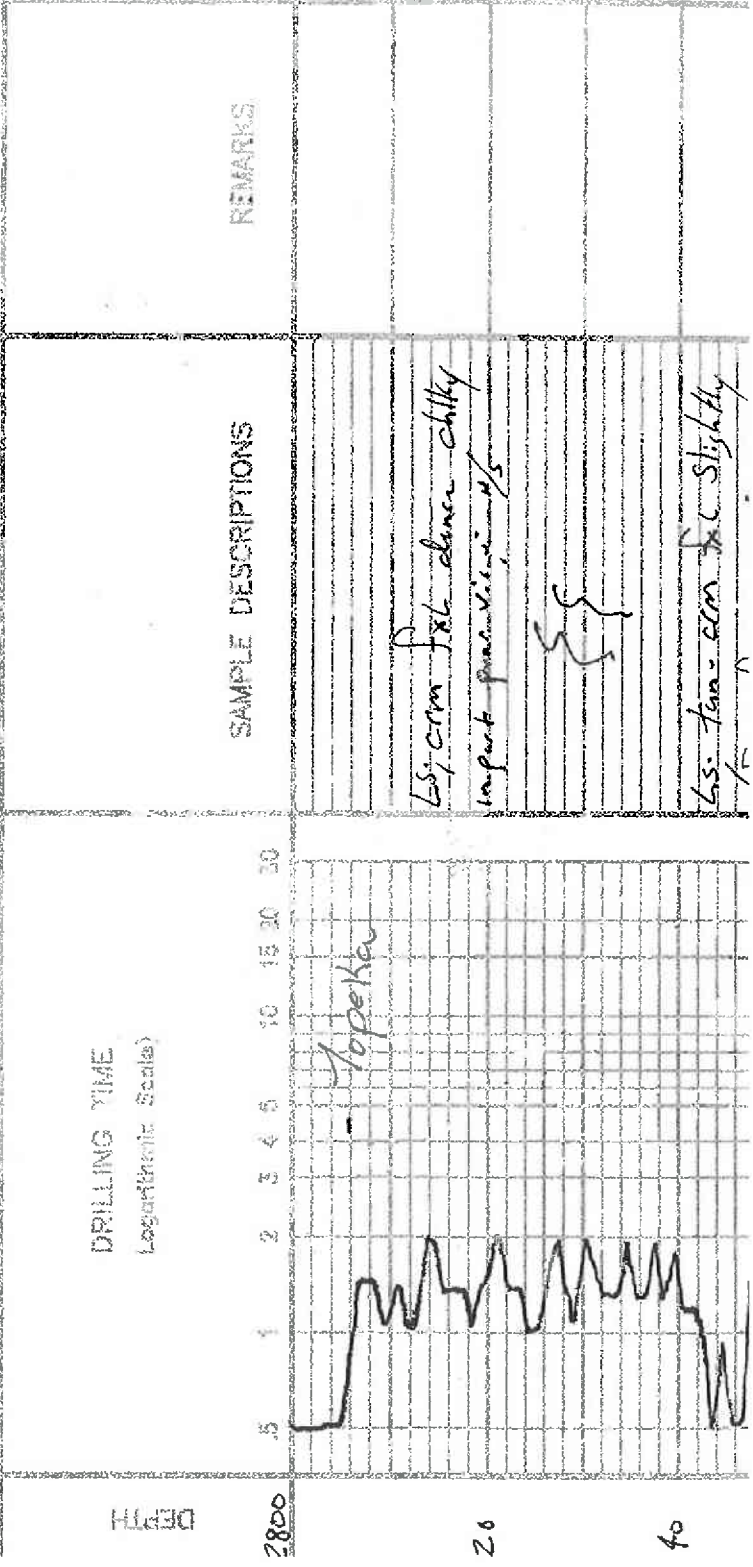 DEPTH
DRILLING TIME
(Logarithmic Scale)
SAMPLE DESCRIPTIONS
REMARKS
.5 1 2 3 4 5 10 15 20 30
2800
Topeka
LS, crm fxl dense chlky
n/s
20
40
LS. tan-crm fxl Slightly